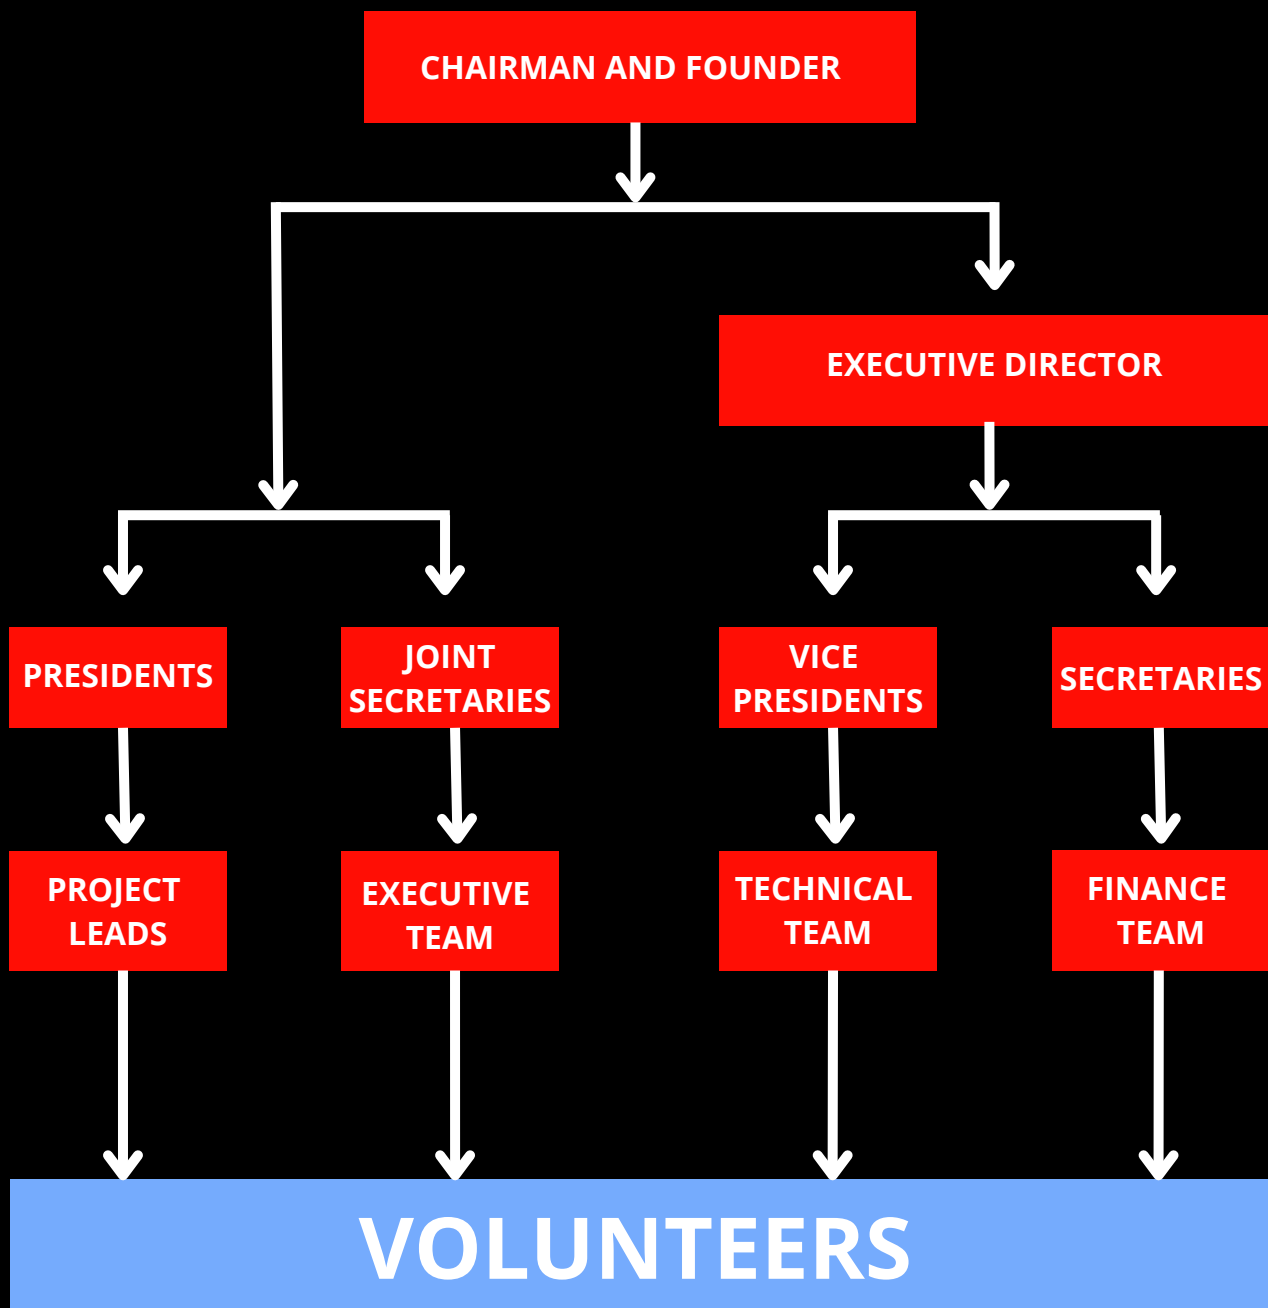 CHAIRMAN AND FOUNDER
EXECUTIVE DIRECTOR
PRESIDENTS
JOINT
SECRETARIES
VICE
PRESIDENTS
SECRETARIES
PROJECT
LEADS
EXECUTIVE
TEAM
TECHNICAL
TEAM
FINANCE
TEAM
VOLUNTEERS